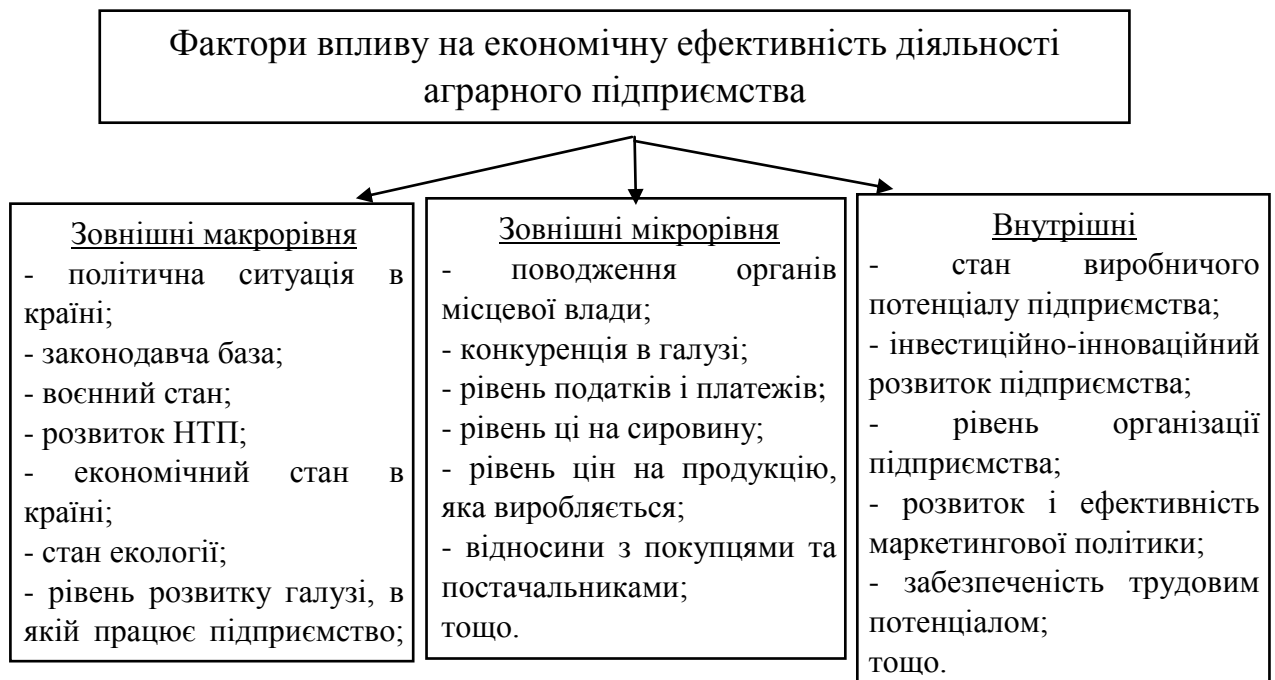 Фактори впливу на економічну ефективність діяльності
аграрного підприємства
Зовнішні макрорівня
- політична ситуація в
країні;
- законодавча база;
- воєнний стан;
- розвиток НТП;
- економічний стан в
країні;
- стан екології;
- рівень розвитку галузі, в
якій працює підприємство;
Зовнішні мікрорівня
- поводження органів
місцевої влади;
- конкуренція в галузі;
- рівень податків і платежів;
- рівень ці на сировину;
- рівень цін на продукцію,
яка виробляється;
- відносини з покупцями та
постачальниками;
тощо.
Внутрішні
- стан виробничого
потенціалу підприємства;
- інвестиційно-інноваційний
розвиток підприємства;
- рівень організації
підприємства;
- розвиток і ефективність
маркетингової політики;
- забезпеченість трудовим
потенціалом;
тощо.